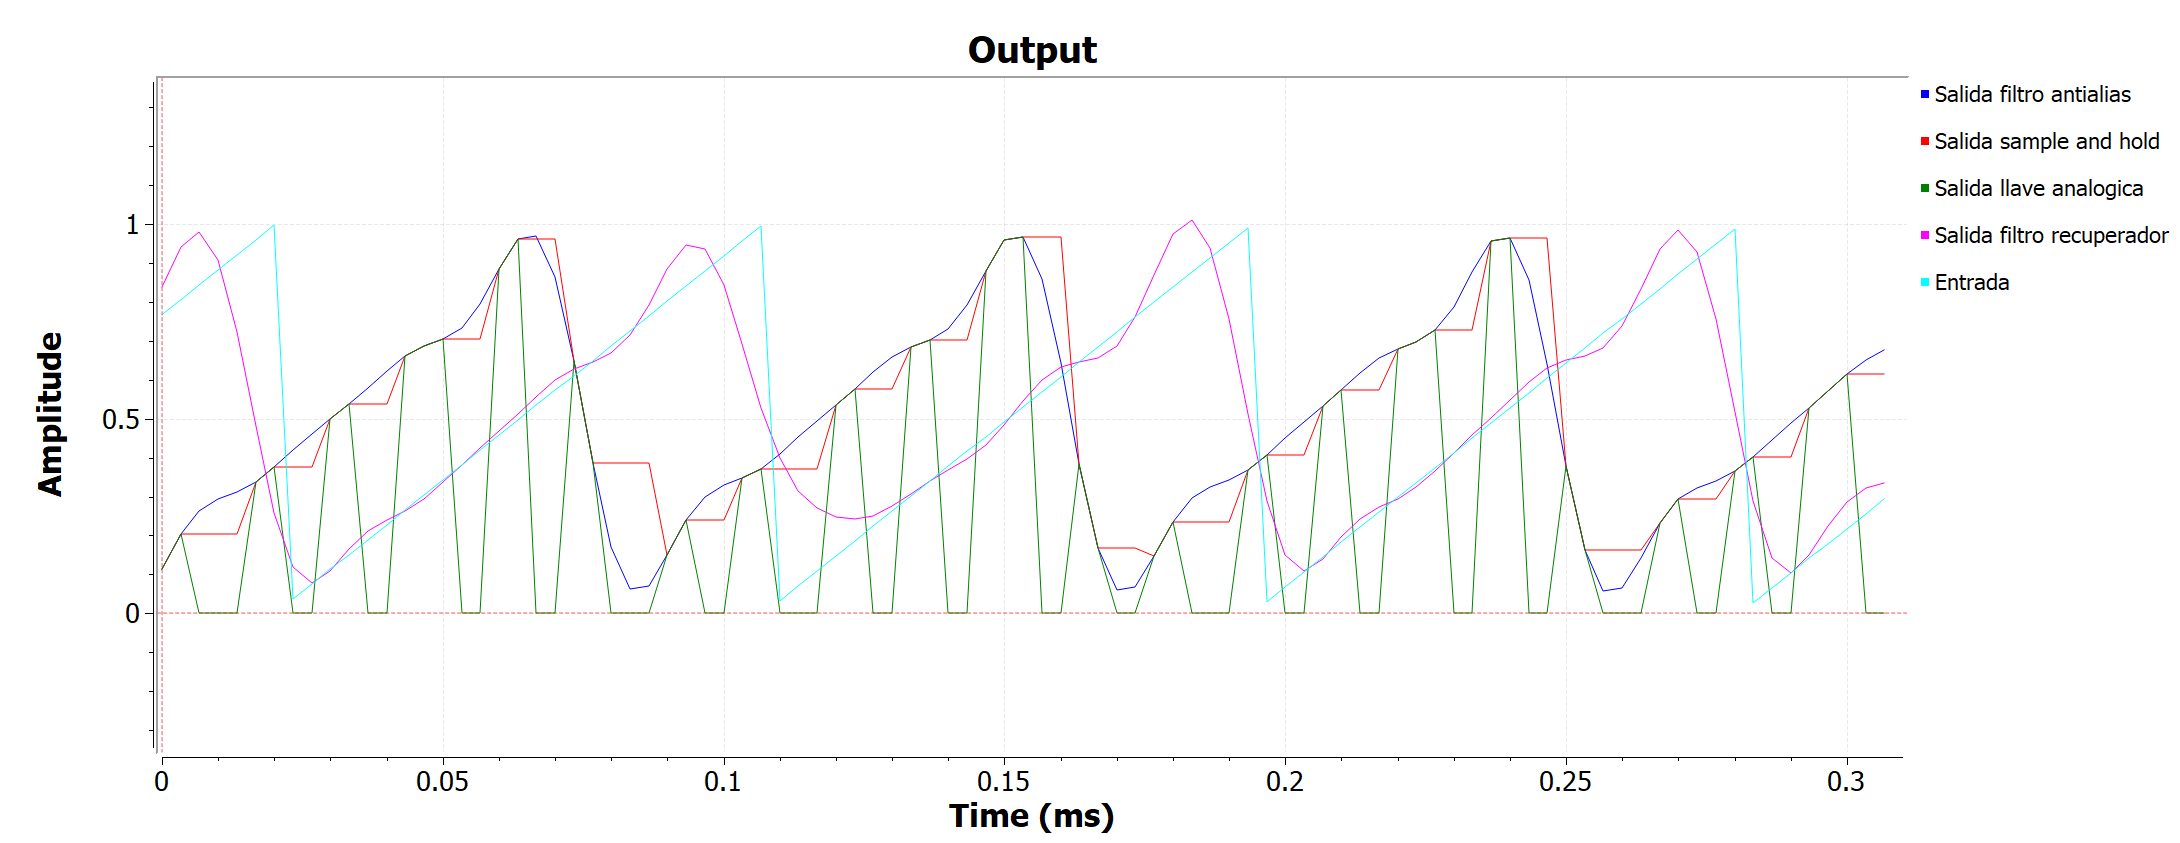 Output
Salida filtro antialias
Salida sample and hold
Salida llave analogica
Salida filtro recuperador
Entrada
Amplitude
1
0.5
0
0 0.05 0.1 0.15 0.2 0.25 0.3
Time (ms)